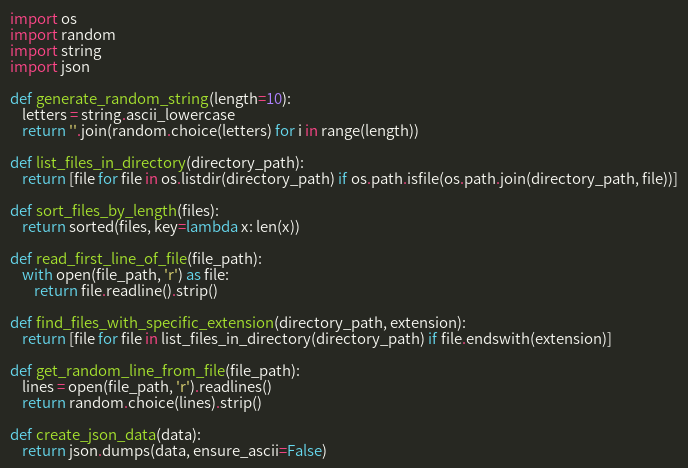 import os
import random
import string
import json

def generate_random_string(length=10):
   letters = string.ascii_lowercase
   return ''.join(random.choice(letters) for i in range(length))

def list_files_in_directory(directory_path):
   return [file for file in os.listdir(directory_path) if os.path.isfile(os.path.join(directory_path, file))]

def sort_files_by_length(files):
   return sorted(files, key=lambda x: len(x))

def read_first_line_of_file(file_path):
   with open(file_path, 'r') as file:
      return file.readline().strip()

def find_files_with_specific_extension(directory_path, extension):
   return [file for file in list_files_in_directory(directory_path) if file.endswith(extension)]

def get_random_line_from_file(file_path):
   lines = open(file_path, 'r').readlines()
   return random.choice(lines).strip()

def create_json_data(data):
   return json.dumps(data, ensure_ascii=False)